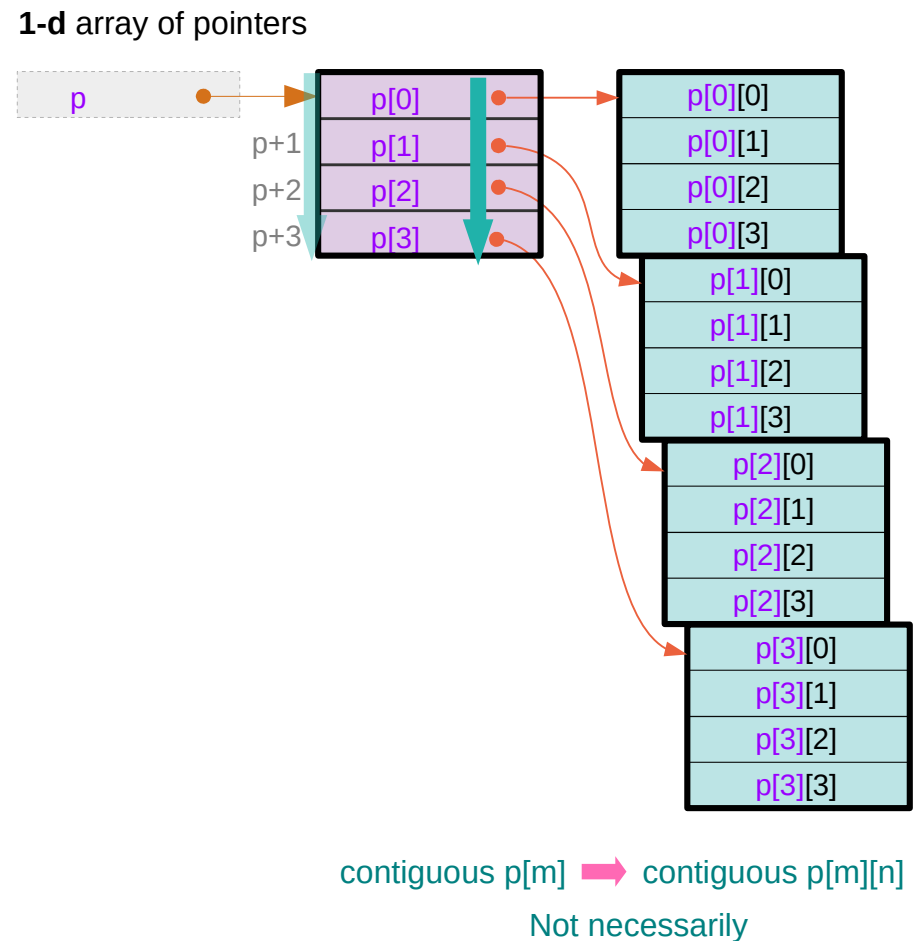 1-d array of pointers
p
p[0]
p+1 p[1]
p+2 p[2]
p+3 p[3]
p[0][0]
p[0][1]
p[0][2]
p[0][3]
p[1][0]
p[1][1]
p[1][2]
p[1][3]
p[2][0]
p[2][1]
p[2][2]
p[2][3]
p[3][0]
p[3][1]
p[3][2]
p[3][3]
contiguous p[m] contiguous p[m][n]
Not necessarily